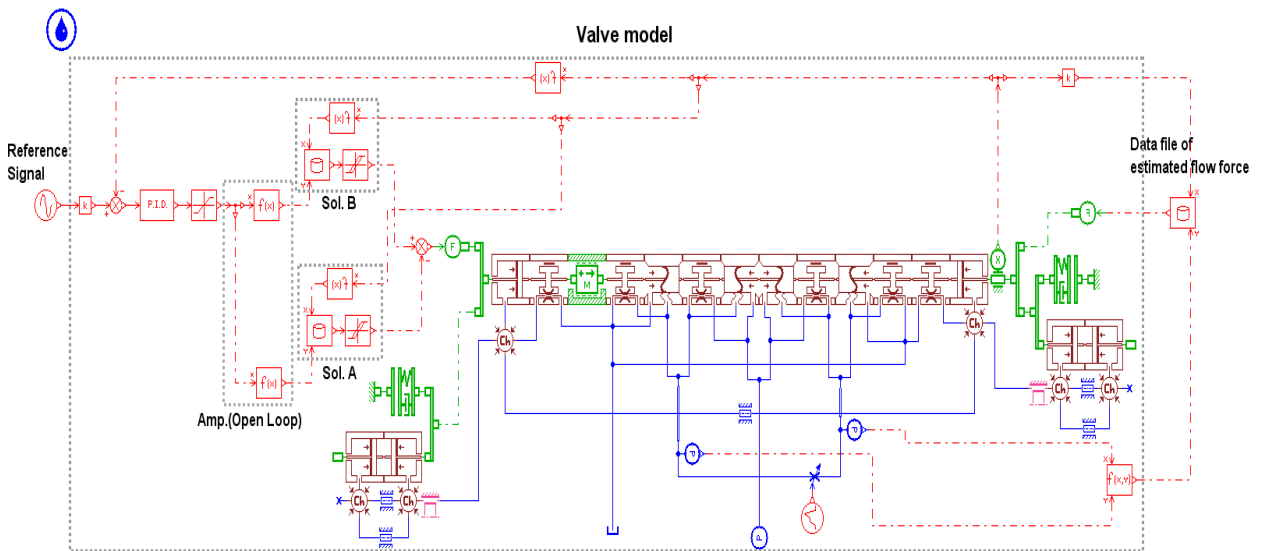 Valve model
Reference
Signal
k
+
-
P.I.D.
x
f(x)
f(x)
x
f(x)
x
Y
Sol. B
x
f(x)
x
Y
Sol. A
x
f(x)
Amp.(Open Loop)
+
-
F
M
X
k
Data file of
estimated flow force
F
X
Y
Ch
Ch
Ch
Ch
X
X
Ch
Ch
P
P
P
X
Y
f(x,y)